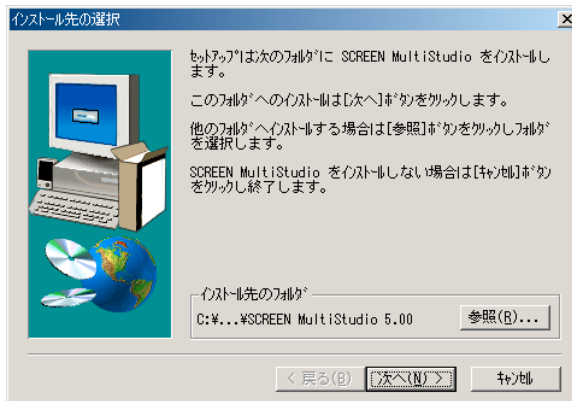 インストール先の選択
ｾｯﾄｱｯﾌﾟは次のﾌｫﾙﾀﾞに SCREEN MultiStudio をｲﾝｽﾄｰﾙし
ます。
このﾌｫﾙﾀﾞへのｲﾝｽﾄｰﾙは[次へ]ﾎﾞﾀﾝをｸﾘｯｸします。
他のﾌｫﾙﾀﾞへｲﾝｽﾄｰﾙする場合は[参照]ﾎﾞﾀﾝをｸﾘｯｸしﾌｫﾙﾀﾞ
を選択します。
SCREEN MultiStudio をｲﾝｽﾄｰﾙしない場合は[ｷｬﾝｾﾙ]ﾎﾞﾀﾝ
をｸﾘｯｸし終了します。
ｲﾝｽﾄｰﾙ先のﾌｫﾙﾀﾞ
C:¥...¥SCREEN MultiStudio 5.00
参照(R)...
< 戻る(B)
次へ(N) >
ｷｬﾝｾﾙ